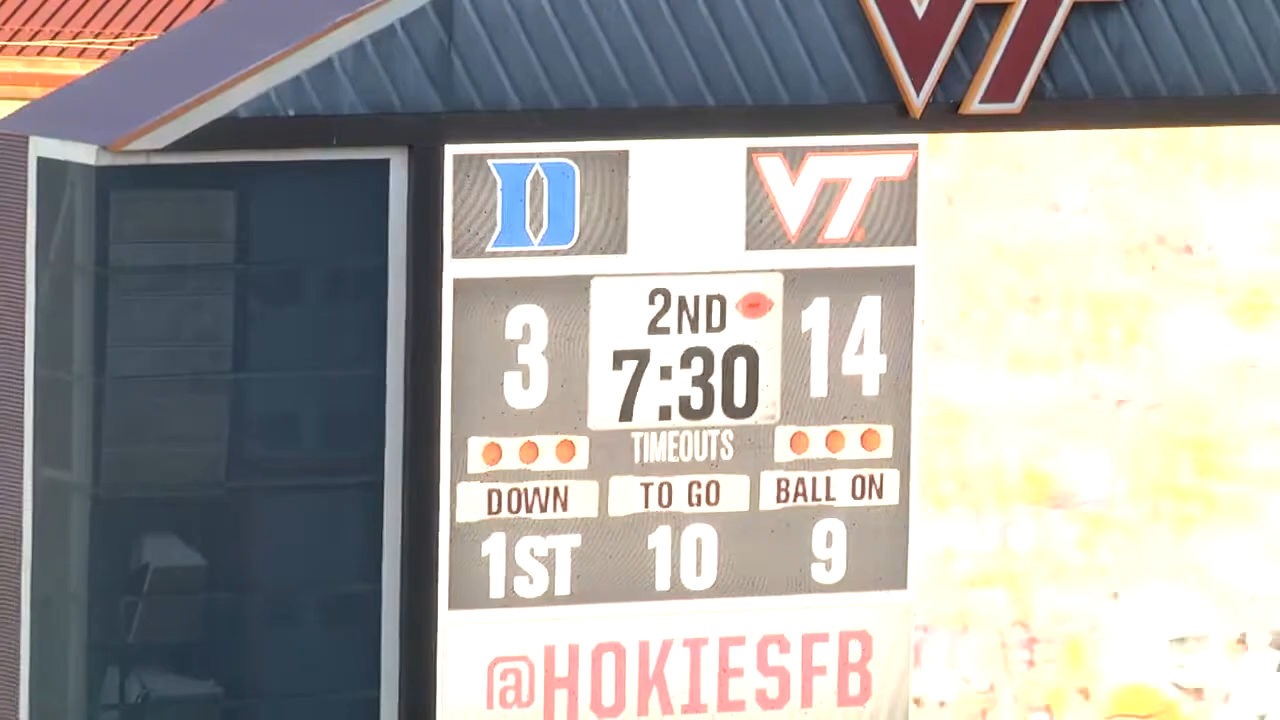 VT
D VT
3 2ND 14
7:30
TIMEOUTS
DOWN TO GO BALL ON
1ST 10 9
@HOKIESFB